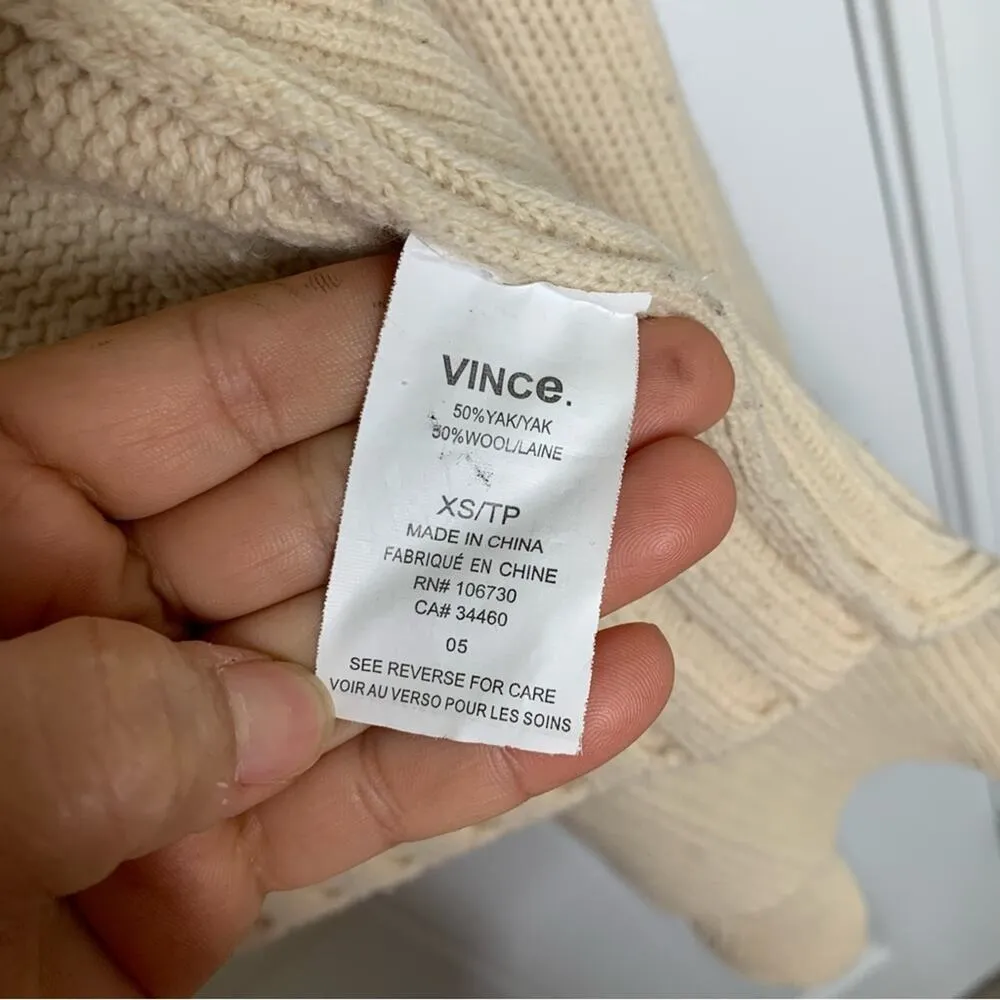 VINCe.
50%YAK/YAK
50%WOOL/LAINE
XS/TP
MADE IN CHINA
FABRIQUÉ EN CHINE
RN# 106730
CA# 34460
05
SEE REVERSE FOR CARE
VOIR AU VERSO POUR LES SOINS